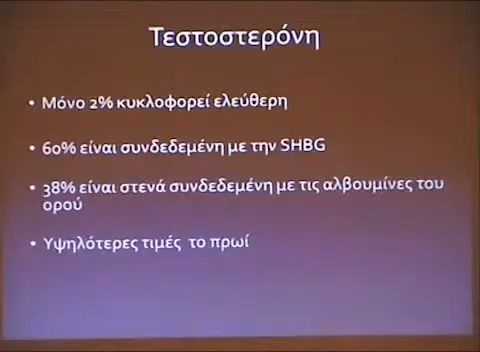 Τεστοστερόνη
• Μόνο 2% κυκλοφορεί ελεύθερη
• 60% είναι συνδεδεμένη με την SHBG
• 38% είναι στενά συνδεδεμένη με τις αλβουμίνες του
ορού
• Υψηλότερες τιμές το πρωί